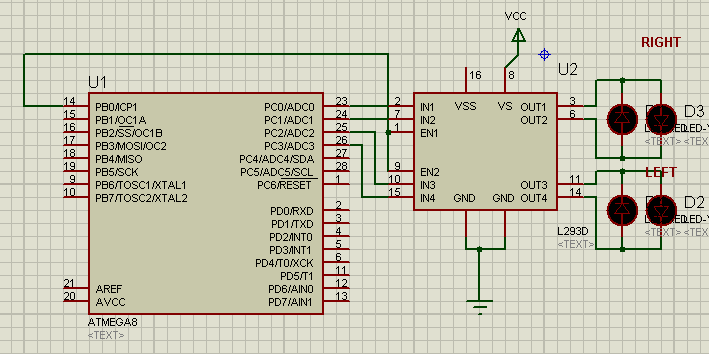 VCC
RIGHT
U1
U2
16
8
14 PB0/ICP1 PC0/ADC0 23 2 IN1 VSS VS OUT1 3
15 PB1/OC1A PC1/ADC1 24 7 IN2 OUT2 6
16 PB2/SS/OC1B PC2/ADC2 25 1 EN1
17 PB3/MOSI/OC2 PC3/ADC3 26
18 PB4/MISO PC4/ADC4/SDA 27
19 PB5/SCK PC5/ADC5/SCL 28 9 EN2
9 PB6/TOSC1/XTAL1 PC6/RESET 1 10 IN3 OUT3 11
10 PB7/TOSC2/XTAL2 15 IN4 GND GND OUT4 14
D3
LED-Y
<TEXT> <TE
LEFT
D2
LED-Y
<TEXT> <TE
PD0/RXD 2
PD1/TXD 3
PD2/INT0 4
PD3/INT1 5
PD4/T0/XCK 6
PD5/T1 11
21 AREF PD6/AIN0 12
20 AVCC PD7/AIN1 13
L293D
<TEXT>
ATMEGA8
<TEXT>